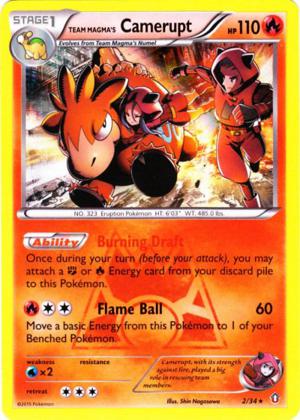 STAGE1
TEAM MAGMA'S Camerupt HP110
Evolves from Team Magma's Numel
NO. 323 Eruption Pokémon HT: 6'03" WT: 485.0 lbs.
Ability Burning Draft
Once during your turn (before your attack), you may
attach a or Energy card from your discard pile
to this Pokémon.
Flame Ball 60
Move a basic Energy from this Pokémon to 1 of your
Benched Pokémon.
weakness resistance
×2
retreat
Camerupt, with its strength
against fire, played a big
role in rescuing team
members.
©2015 Pokémon
Illus. Shin Nagasawa
2/34 ★